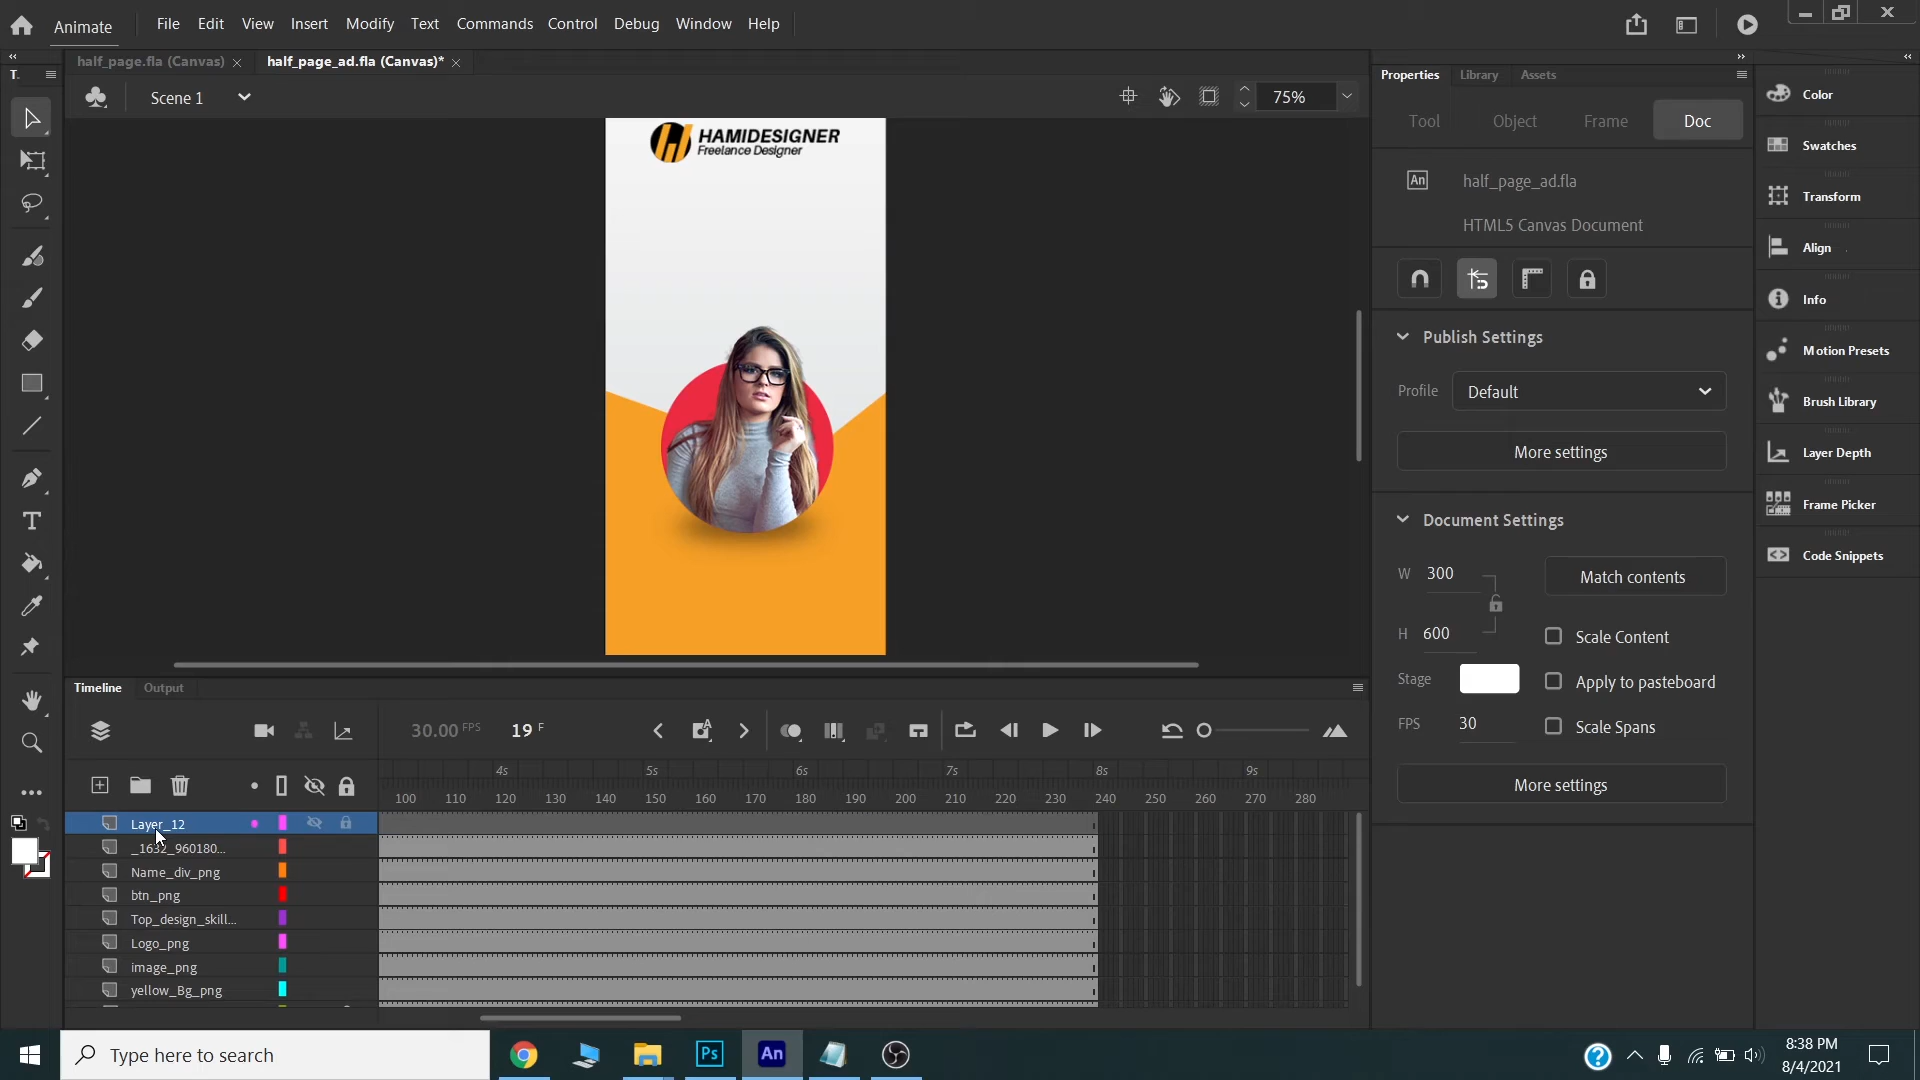 Animate
File Edit View Insert Modify Text Commands Control Debug Window Help
half_page.fla (Canvas)
half_page_ad.fla (Canvas)*
T.
Scene 1
75%
HAMIDESIGNER
Freelance Designer
Properties Library Assets
Tool Object Frame Doc
An half_page_ad.fla
HTML5 Canvas Document
Publish Settings
Profile Default
More settings
Document Settings
W 300
Match contents
H 600
Scale Content
Stage
Apply to pasteboard
FPS 30
Scale Spans
More settings
Color
Swatches
Transform
Align
Info
Motion Presets
Brush Library
Layer Depth
Frame Picker
Code Snippets
Timeline Output
30.00 FPS 19 F
A
4s 5s 6s 7s 8s 9s
100 110 120 130 140 150 160 170 180 190 200 210 220 230 240 250 260 270 280
Layer_12
_1632_960180...
Name_div_png
btn_png
Top_design_skill...
Logo_png
image_png
yellow_Bg_png
Type here to search
Ps
An
8:38 PM
8/4/2021